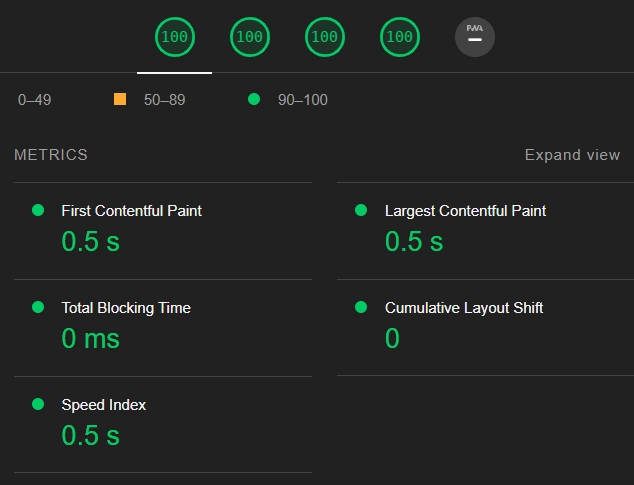 100 100 100 100 PWA
0–49 50–89 90–100
METRICS Expand view
First Contentful Paint
0.5 s
Largest Contentful Paint
0.5 s
Total Blocking Time
0 ms
Cumulative Layout Shift
0
Speed Index
0.5 s